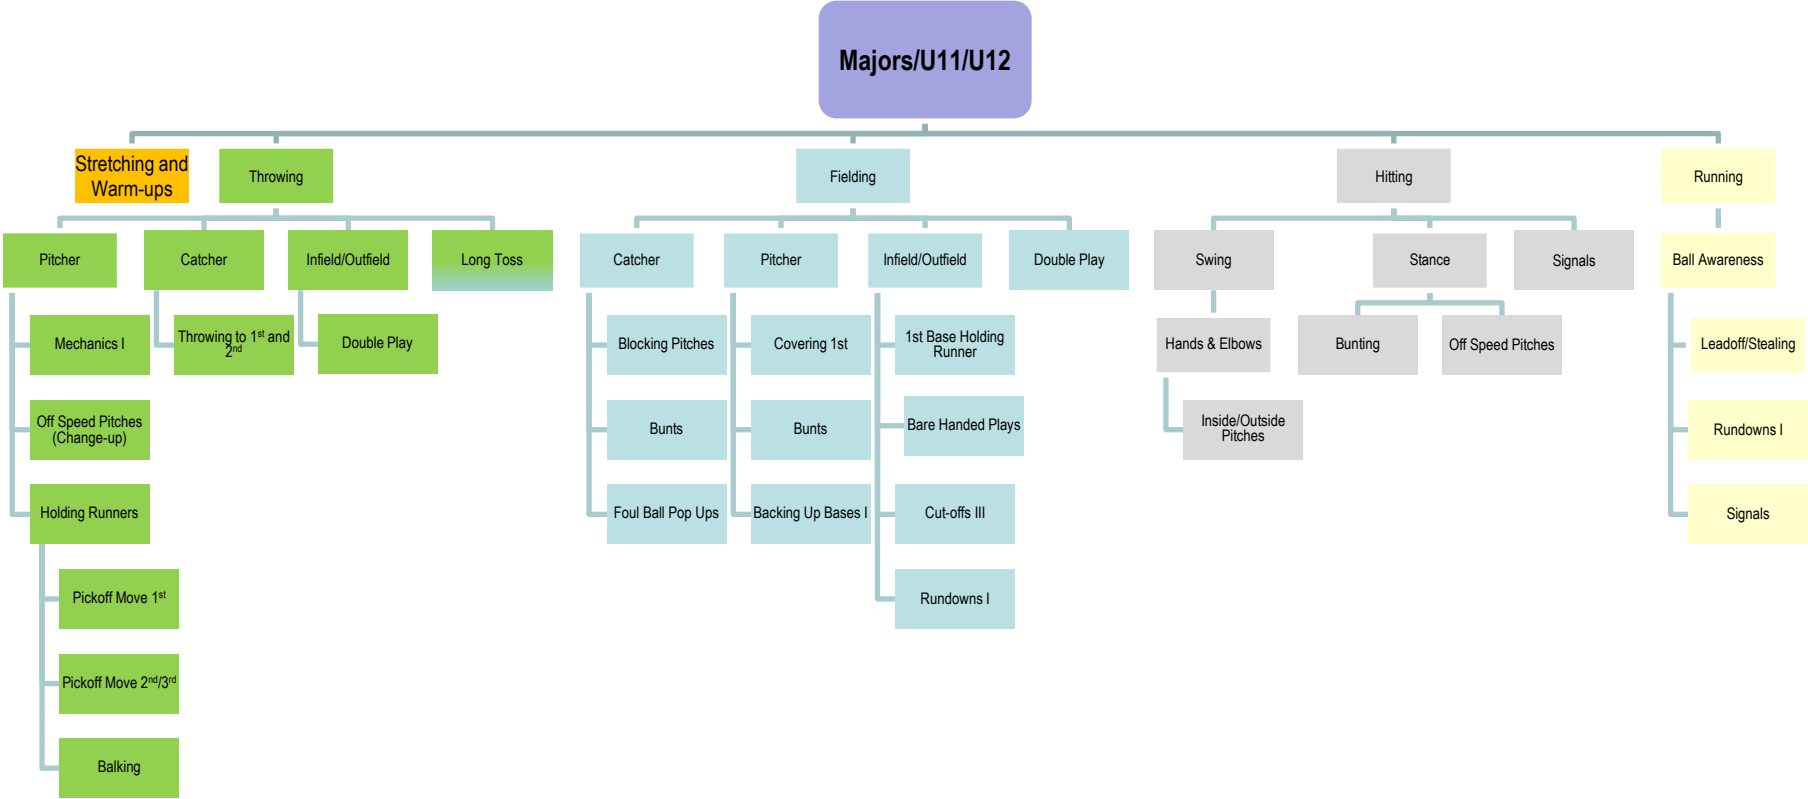 Majors/U11/U12
Stretching and
Warm-ups
Throwing
Fielding
Hitting
Running
Pitcher
Catcher
Infield/Outfield
Long Toss
Catcher
Pitcher
Infield/Outfield
Double Play
Swing
Stance
Signals
Ball Awareness
Mechanics I
Throwing to 1st and
2nd
Double Play
Blocking Pitches
Covering 1st
1st Base Holding
Runner
Hands & Elbows
Bunting
Off Speed Pitches
Leadoff/Stealing
Off Speed Pitches
(Change-up)
Bunts
Bunts
Bare Handed Plays
Inside/Outside
Pitches
Rundowns I
Holding Runners
Foul Ball Pop Ups
Backing Up Bases I
Cut-offs III
Signals
Pickoff Move 1st
Rundowns I
Pickoff Move 2nd/3rd
Balking